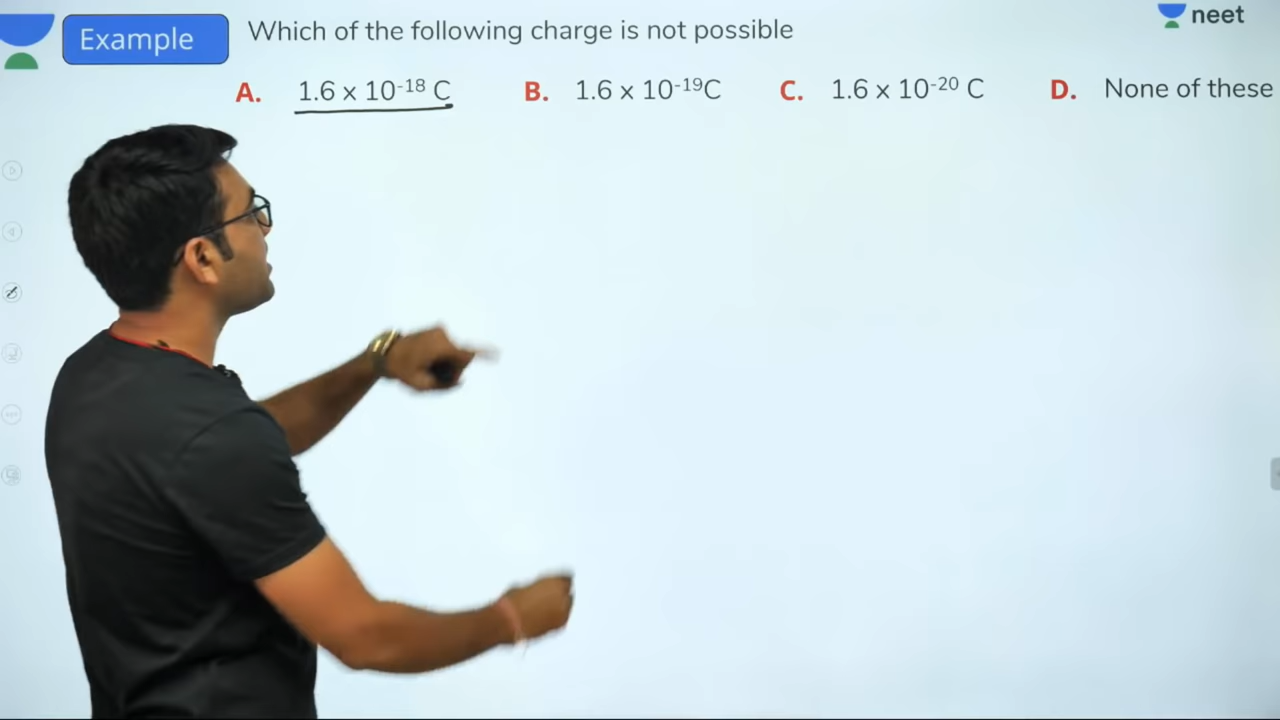 Example Which of the following charge is not possible
neet
A. 1.6 x 10⁻¹⁸ C B. 1.6 x 10⁻¹⁹C C. 1.6 x 10⁻²⁰ C D. None of these